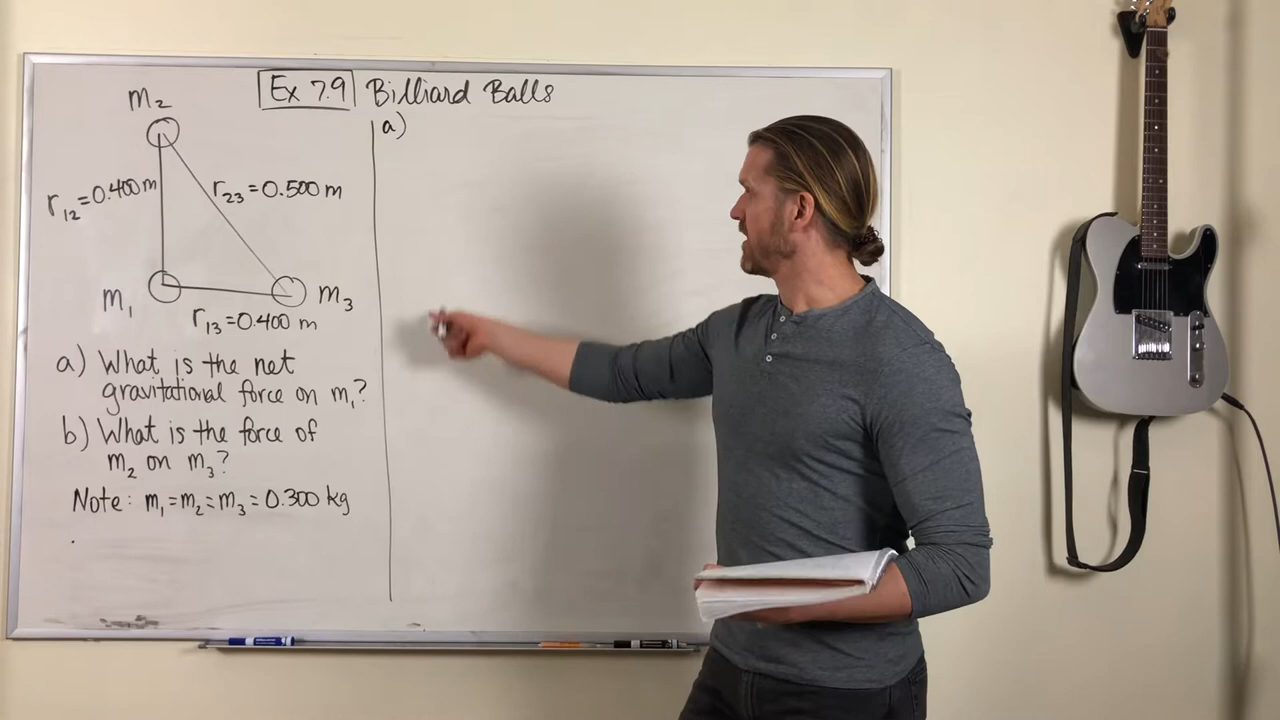 Ex 7.9 Billiard Balls
m₂
r₁₂=0.400 m
r₂₃=0.500 m
m₁
m₃
r₁₃=0.400 m
a) What is the net
gravitational force on m₁?
b) What is the force of
m₂ on m₃?
Note: m₁=m₂=m₃=0.300 kg
a)